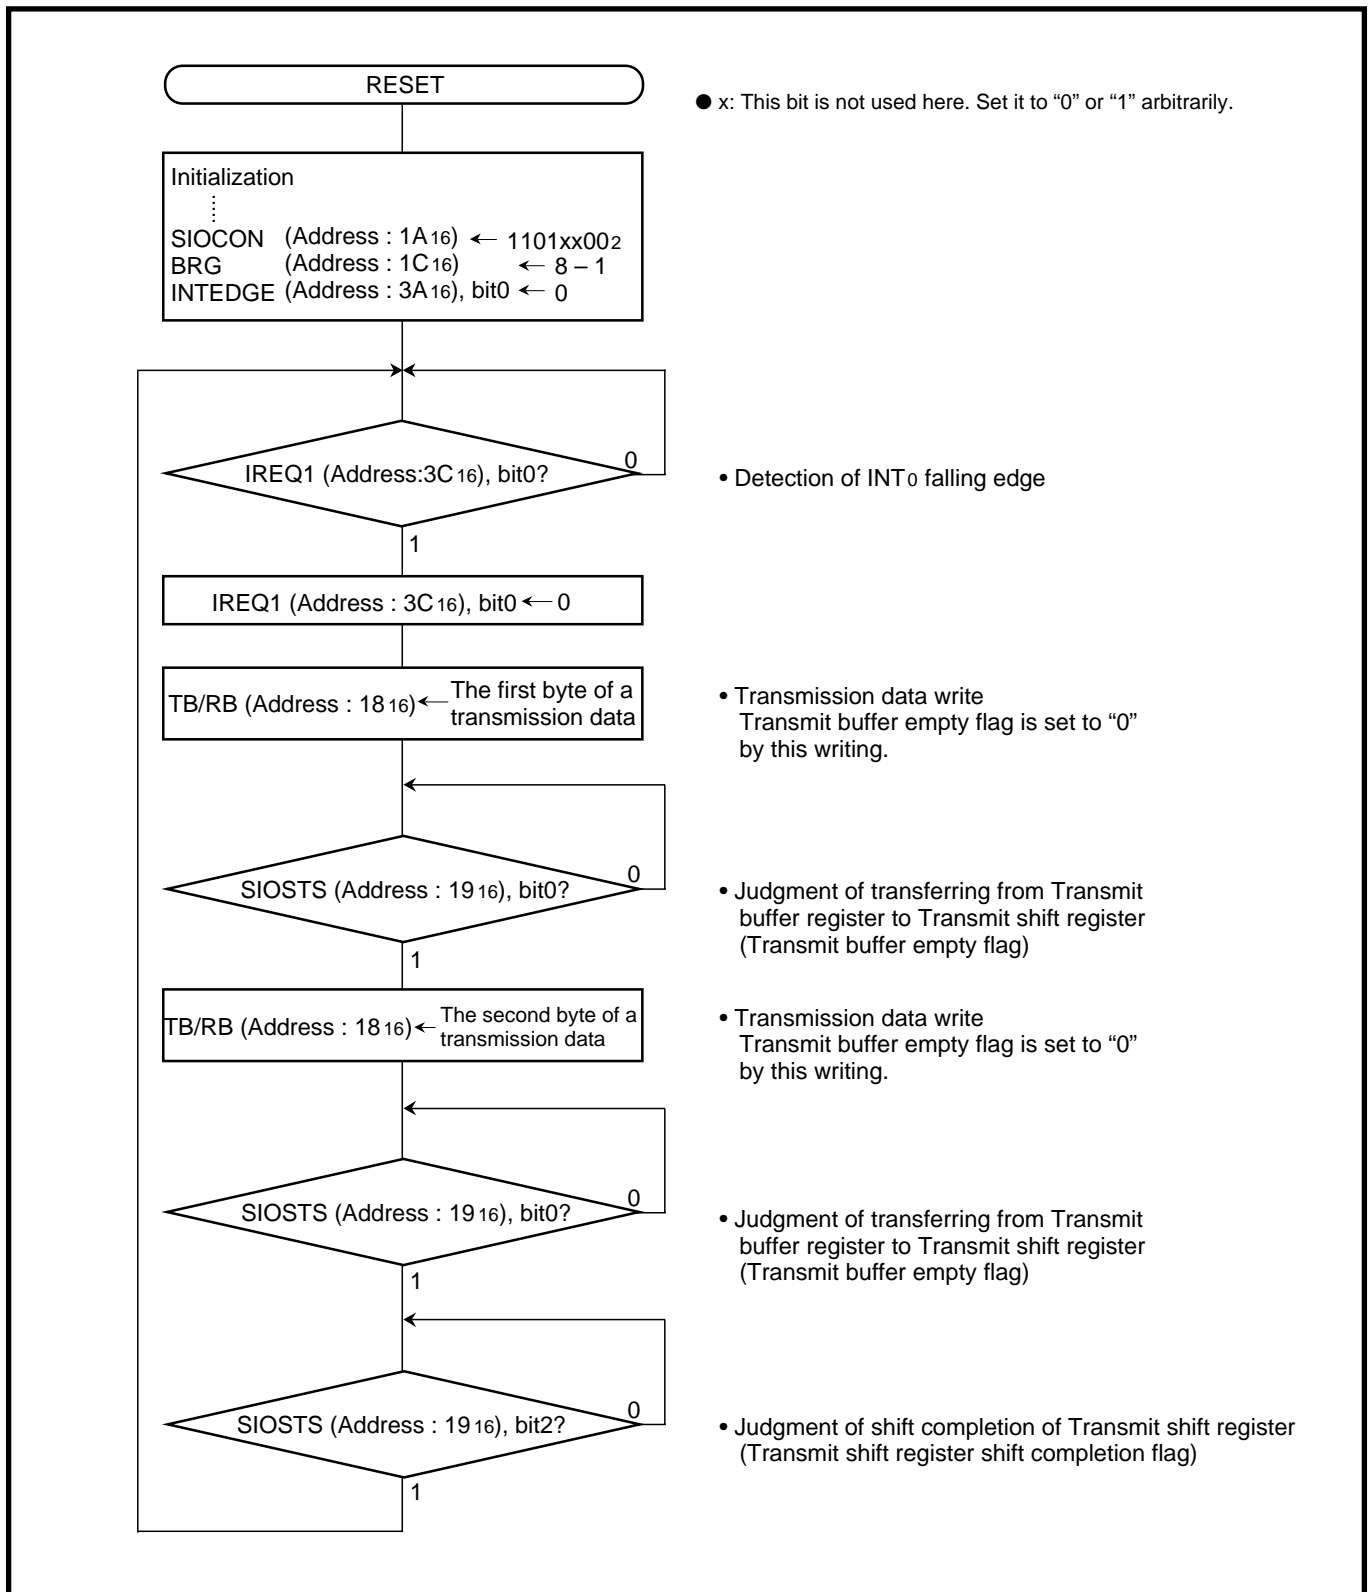 RESET
● x: This bit is not used here. Set it to “0” or “1” arbitrarily.
Initialization
SIOCON (Address : 1A16) ← 1101xx002
BRG (Address : 1C16) ← 8 – 1
INTEDGE (Address : 3A16), bit0 ← 0
IREQ1 (Address:3C16), bit0?
0
• Detection of INT0 falling edge
1
IREQ1 (Address : 3C16), bit0 ← 0
TB/RB (Address : 1816) ← The first byte of a
transmission data
• Transmission data write
Transmit buffer empty flag is set to “0”
by this writing.
SIOSTS (Address : 1916), bit0?
0
• Judgment of transferring from Transmit
buffer register to Transmit shift register
(Transmit buffer empty flag)
1
TB/RB (Address : 1816) ← The second byte of a
transmission data
• Transmission data write
Transmit buffer empty flag is set to “0”
by this writing.
SIOSTS (Address : 1916), bit0?
0
• Judgment of transferring from Transmit
buffer register to Transmit shift register
(Transmit buffer empty flag)
1
SIOSTS (Address : 1916), bit2?
0
• Judgment of shift completion of Transmit shift register
(Transmit shift register shift completion flag)
1